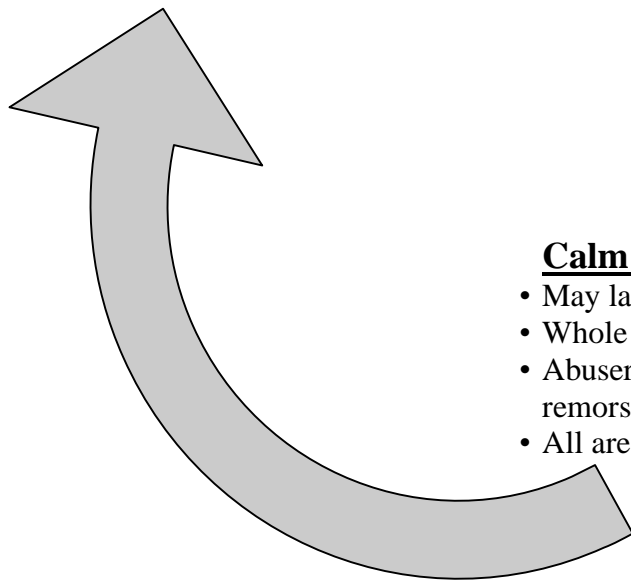 Calm
• May la
• Whole
• Abuser
remors
• All are